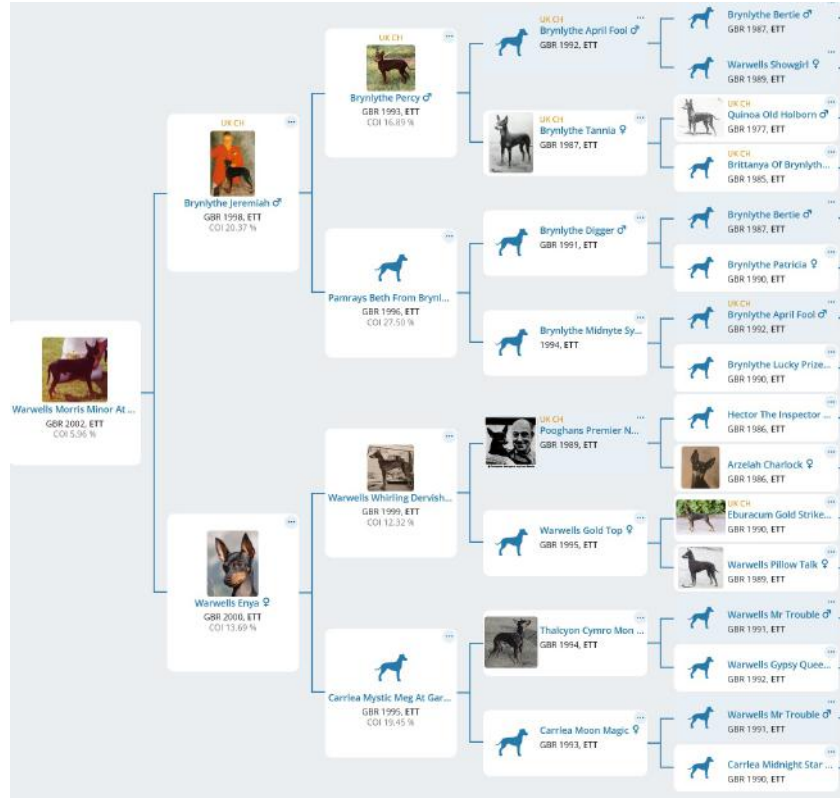 Warwells Morris Minor At ...
GBR 2002, ETT
COI 5.96 %
UK CH
Brynlythe Jeremiah ♂
GBR 1998, ETT
COI 20.37 %
Warwells Enya ♀
GBR 2000, ETT
COI 13.69 %
UK CH
Brynlythe Percy ♂
GBR 1993, ETT
COI 16.89 %
Pamrays Beth From Brynl...
GBR 1996, ETT
COI 27.50 %
Warwells Whirling Dervish...
GBR 1999, ETT
COI 12.32 %
Carrlea Mystic Meg At Gar...
GBR 1995, ETT
COI 19.45 %
UK CH
Brynlythe April Fool ♂
GBR 1992, ETT
UK CH
Brynlythe Tannia ♀
GBR 1987, ETT
Brynlythe Digger ♂
GBR 1991, ETT
Brynlythe Midnyte Sy...
1994, ETT
UK CH
Pooghans Premier N...
GBR 1989, ETT
Warwells Gold Top ♀
GBR 1995, ETT
Thalcyon Cymro Mon ...
GBR 1994, ETT
Carrlea Moon Magic ♀
GBR 1993, ETT
Brynlythe Bertie ♂
GBR 1987, ETT
Warwells Showgirl ♀
GBR 1989, ETT
UK CH
Quinoa Old Holborn ♂
GBR 1977, ETT
UK CH
Brittanya Of Brynlyth...
GBR 1985, ETT
Brynlythe Bertie ♂
GBR 1987, ETT
Brynlythe Patricia ♀
GBR 1990, ETT
UK CH
Brynlythe April Fool ♂
GBR 1992, ETT
Brynlythe Lucky Prize...
GBR 1990, ETT
Hector The Inspector ...
GBR 1986, ETT
Arzelah Charlock ♀
GBR 1986, ETT
UK CH
Eburacum Gold Strike...
GBR 1990, ETT
Warwells Pillow Talk ♀
GBR 1989, ETT
Warwells Mr Trouble ♂
GBR 1991, ETT
Warwells Gypsy Quee...
GBR 1992, ETT
Warwells Mr Trouble ♂
GBR 1991, ETT
Carrlea Midnight Star ...
GBR 1990, ETT